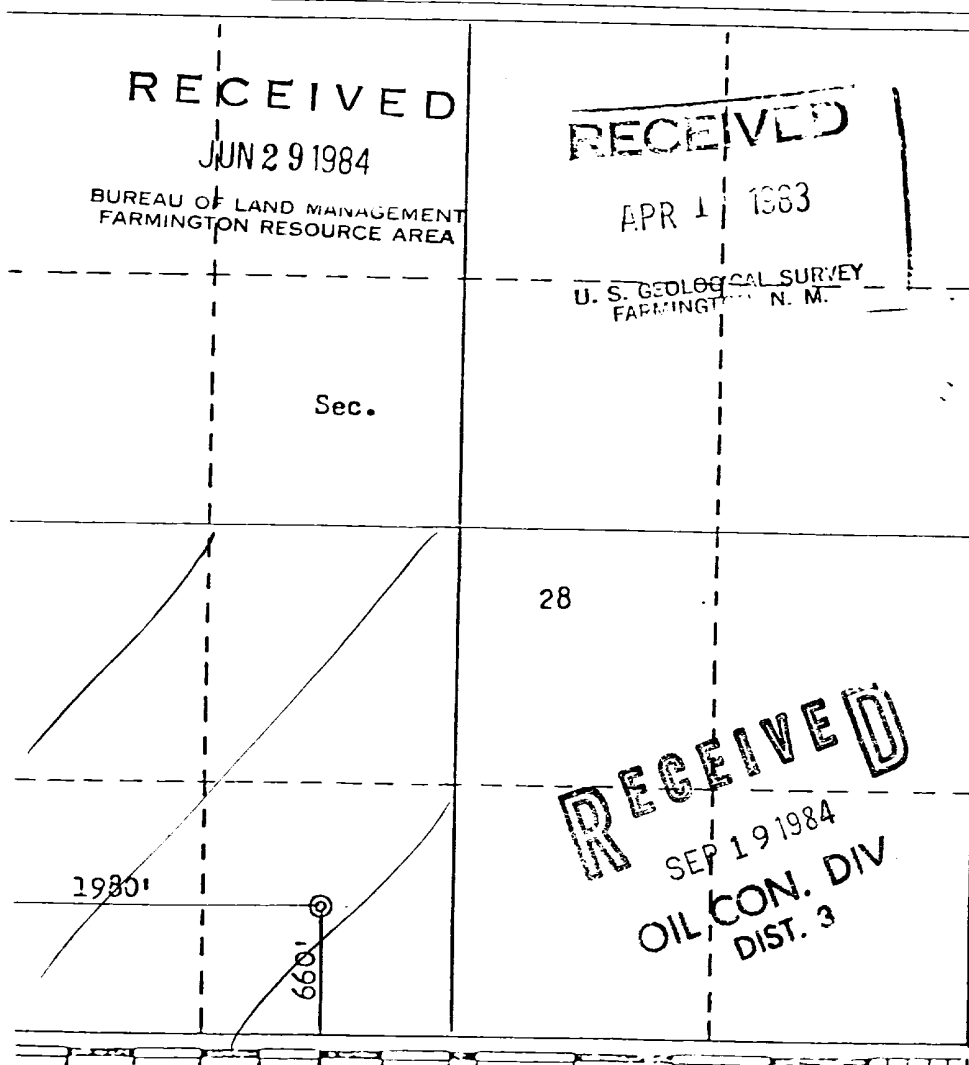 RECEIVED
JUN 29 1984
BUREAU OF LAND MANAGEMENT
FARMINGTON RESOURCE AREA
RECEIVED
APR 1 1983
U. S. GEOLOGICAL SURVEY
N. M.
Sec.
28
RECEIVED
SEP 19 1984
OIL CON. DIV
DIST. 3
1980'
660'